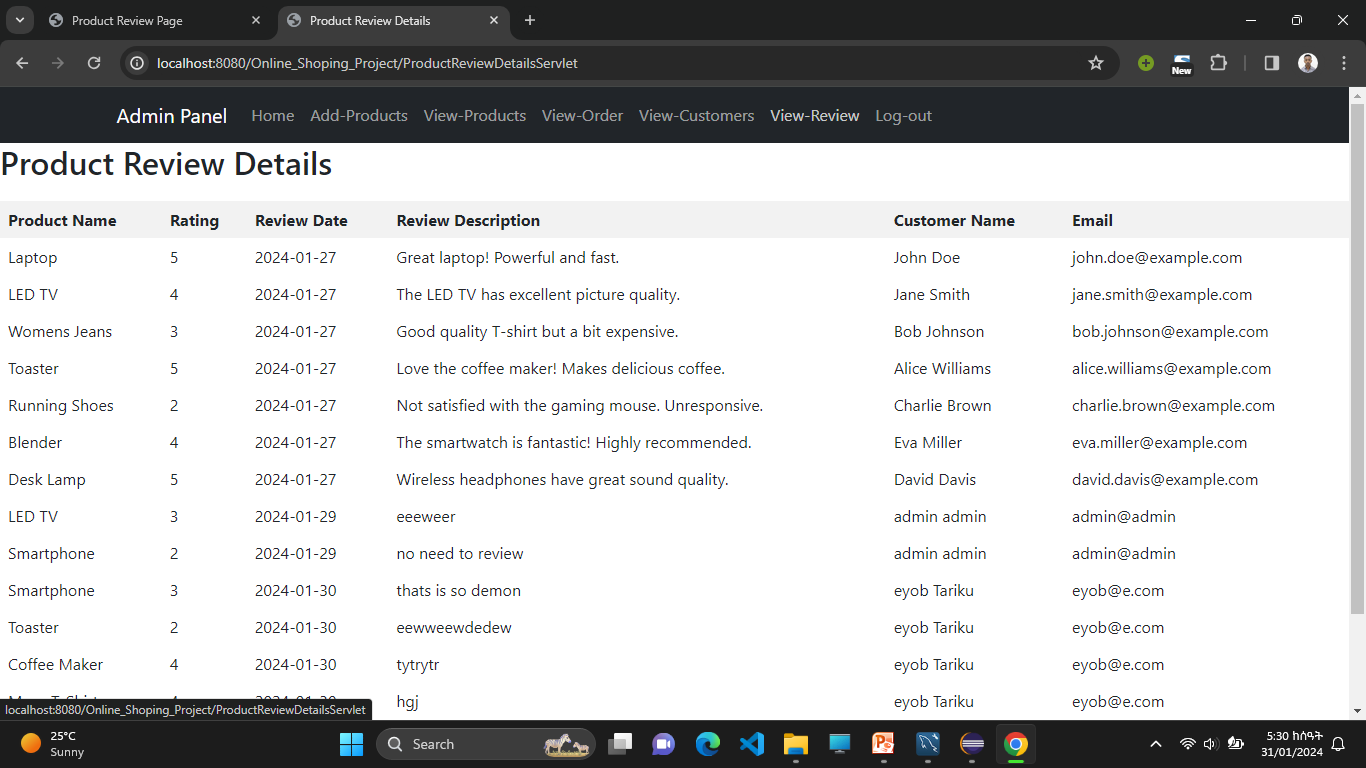 Product Review Page
Product Review Details
localhost:8080/Online_Shoping_Project/ProductReviewDetailsServlet
New
Admin Panel Home Add-Products View-Products View-Order View-Customers View-Review Log-out
Product Review Details
Product Name Rating Review Date Review Description Customer Name Email
Laptop 5 2024-01-27 Great laptop! Powerful and fast. John Doe john.doe@example.com
LED TV 4 2024-01-27 The LED TV has excellent picture quality. Jane Smith jane.smith@example.com
Womens Jeans 3 2024-01-27 Good quality T-shirt but a bit expensive. Bob Johnson bob.johnson@example.com
Toaster 5 2024-01-27 Love the coffee maker! Makes delicious coffee. Alice Williams alice.williams@example.com
Running Shoes 2 2024-01-27 Not satisfied with the gaming mouse. Unresponsive. Charlie Brown charlie.brown@example.com
Blender 4 2024-01-27 The smartwatch is fantastic! Highly recommended. Eva Miller eva.miller@example.com
Desk Lamp 5 2024-01-27 Wireless headphones have great sound quality. David Davis david.davis@example.com
LED TV 3 2024-01-29 eeeweer admin admin admin@admin
Smartphone 2 2024-01-29 no need to review admin admin admin@admin
Smartphone 3 2024-01-30 thats is so demon eyob Tariku eyob@e.com
Toaster 2 2024-01-30 eewweewdedew eyob Tariku eyob@e.com
Coffee Maker 4 2024-01-30 tytrytr eyob Tariku eyob@e.com
hgj eyob Tariku eyob@e.com
localhost:8080/Online_Shoping_Project/ProductReviewDetailsServlet
25°C
Sunny
Search
5:30 ከሰዓት
31/01/2024